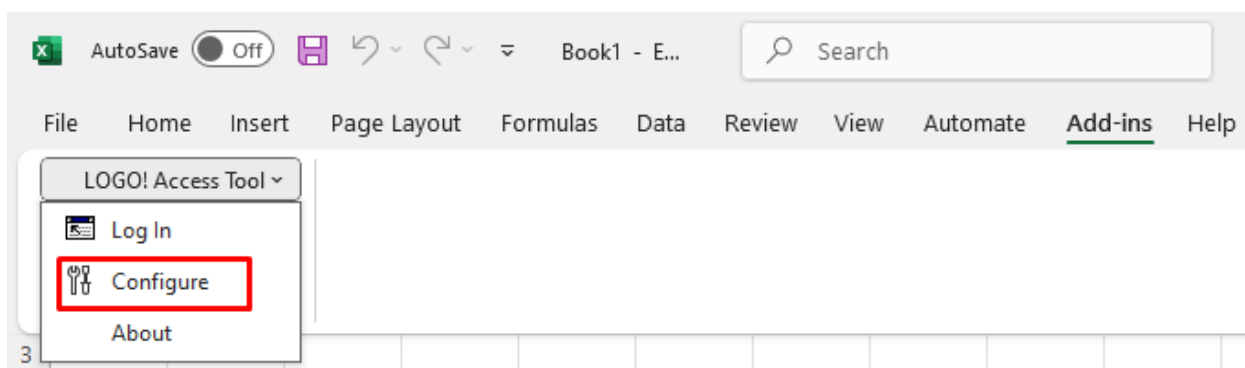 AutoSave Off Book1 - E... Search
File Home Insert Page Layout Formulas Data Review View Automate Add-ins Help
LOGO! Access Tool
Log In
Configure
About
3